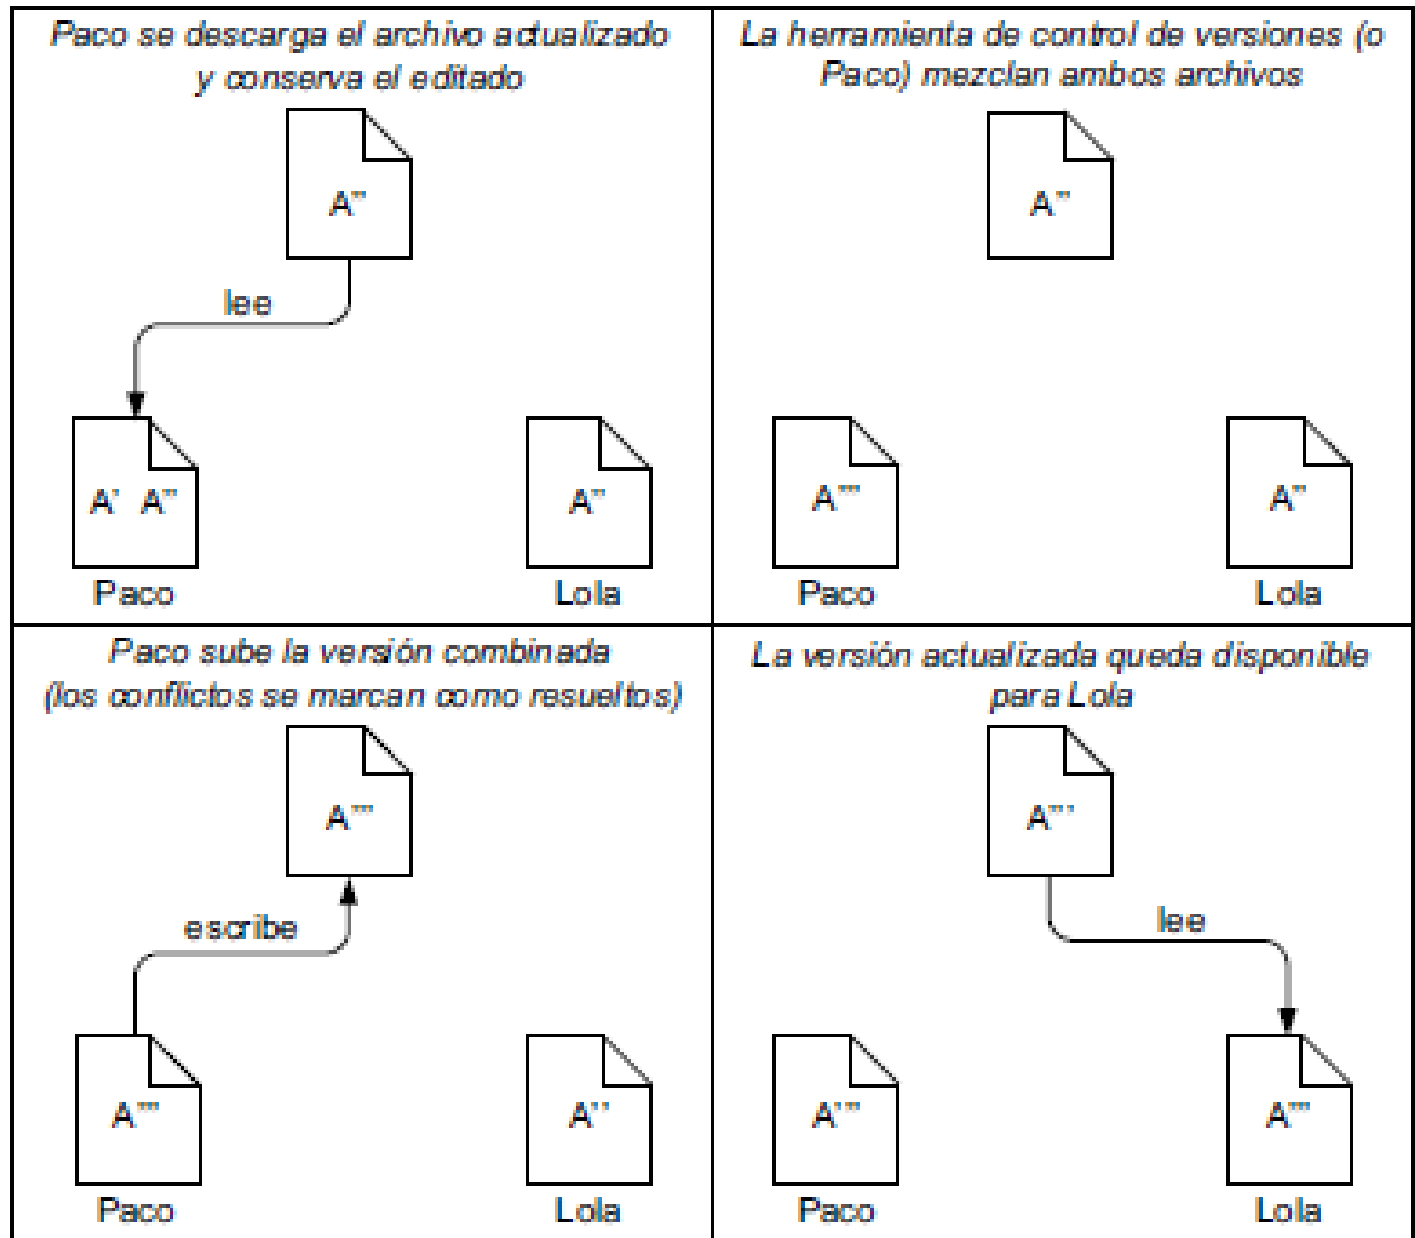 Paco se descarga el archivo actualizado
y conserva el editado
A''
lee
A' A''
A''
Paco
Lola
La herramienta de control de versiones (o
Paco) mezclan ambos archivos
A''
A'''
A''
Paco
Lola
Paco sube la versión combinada
(los conflictos se marcan como resueltos)
A'''
escribe
A'''
A''
Paco
Lola
La versión actualizada queda disponible
para Lola
A'''
lee
A'''
A'''
Paco
Lola